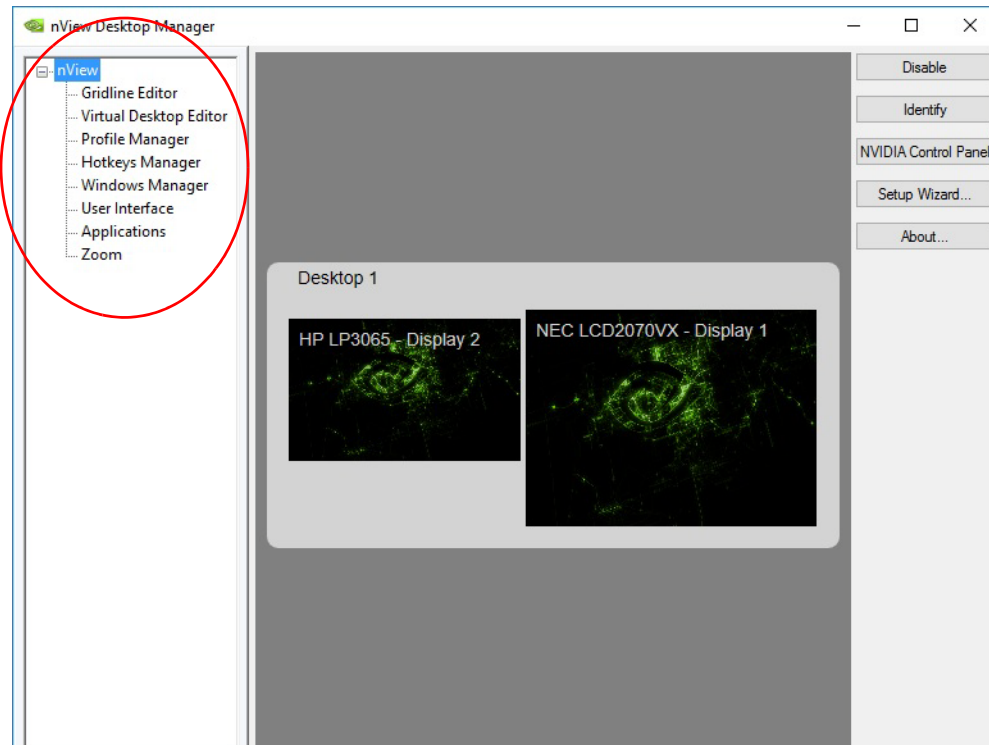 nView Desktop Manager
nView
Gridline Editor
Virtual Desktop Editor
Profile Manager
Hotkeys Manager
Windows Manager
User Interface
Applications
Zoom
Desktop 1
HP LP3065 - Display 2
NEC LCD2070VX - Display 1
Disable
Identify
NVIDIA Control Panel
Setup Wizard...
About...